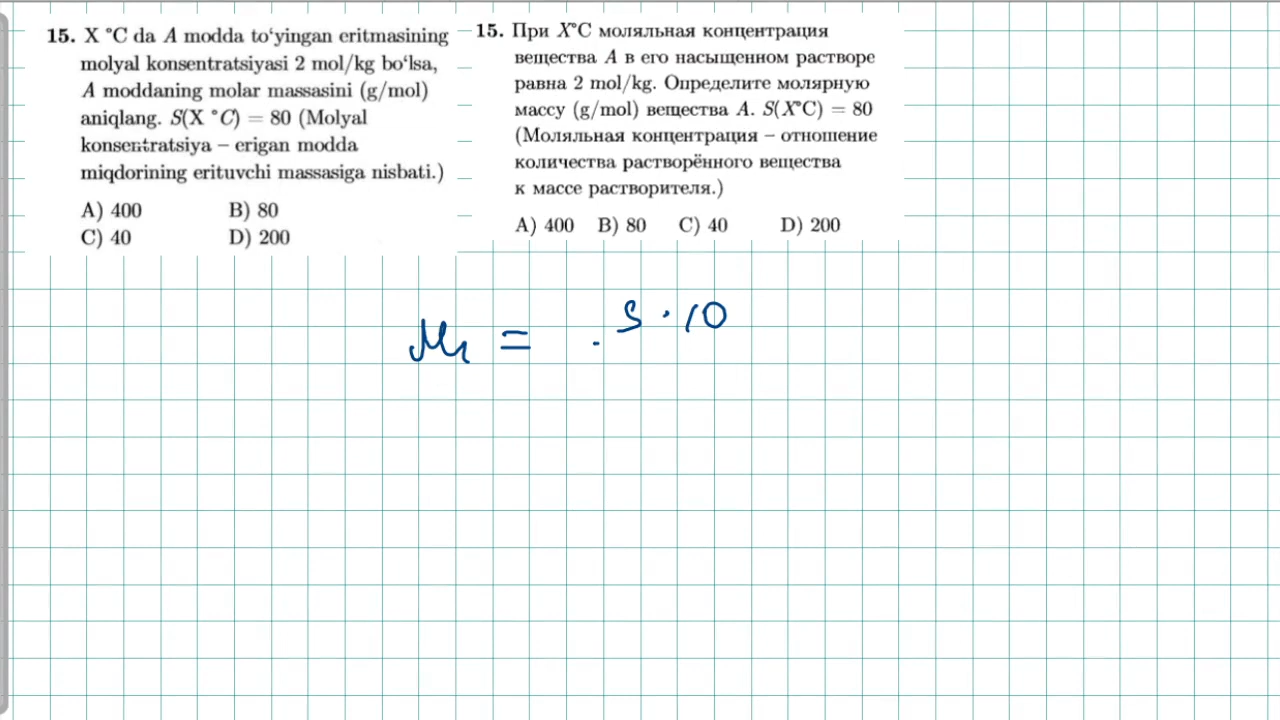 15. X °C da A modda to‘yingan eritmasining
molyal konsentratsiyasi 2 mol/kg bo‘lsa,
A moddaning molar massasini (g/mol)
aniqlang. S(X °C) = 80 (Molyal
konsentratsiya – erigan modda
miqdorining erituvchi massasiga nisbati.)
A) 400 B) 80
C) 40 D) 200
15. При X°C моляльная концентрация
вещества A в его насыщенном растворе
равна 2 mol/kg. Определите молярную
массу (g/mol) вещества A. S(X°C) = 80
(Моляльная концентрация – отношение
количества растворённого вещества
к массе растворителя.)
A) 400 B) 80 C) 40 D) 200
= S · 10